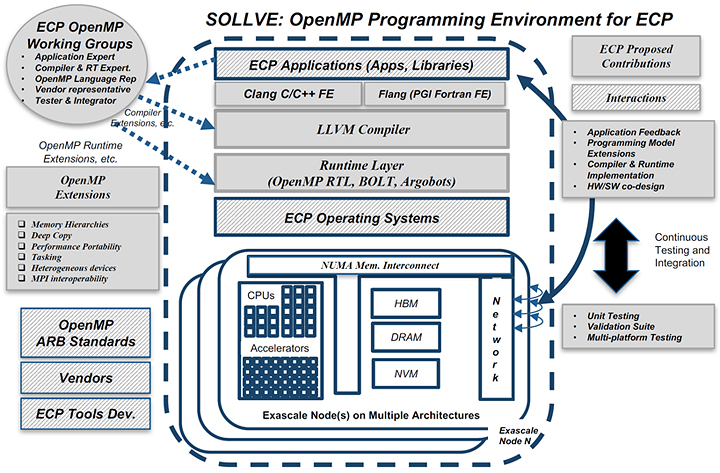 SOLLVE: OpenMP Programming Environment for ECP
ECP OpenMP
Working Groups
• Application Expert
• Compiler & RT Expert.
• OpenMP Language Rep
• Vendor representative
• Tester & Integrator
Compiler
Extensions, etc.
OpenMP Runtime
Extensions, etc.
OpenMP
Extensions
❑ Memory Hierarchies
❑ Deep Copy
❑ Performance Portability
❑ Tasking
❑ Heterogeneous devices
❑ MPI interoperability
OpenMP
ARB Standards
Vendors
ECP Tools Dev.
ECP Applications (Apps, Libraries)
Clang C/C++ FE
Flang (PGI Fortran FE)
LLVM Compiler
Runtime Layer
(OpenMP RTL, BOLT, Argobots)
ECP Operating Systems
NUMA Mem. Interconnect
CPUs
Accelerators
HBM
DRAM
NVM
Network
Exascale Node(s) on Multiple Architectures
Exascale
Node N
ECP Proposed
Contributions
Interactions
• Application Feedback
• Programming Model
Extensions
• Compiler & Runtime
Implementation
• HW/SW co-design
Continuous
Testing and
Integration
• Unit Testing
• Validation Suite
• Multi-platform Testing